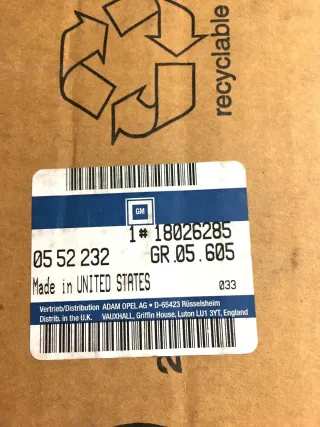 recyclable
GM
1# 18026285
05 52 232 GR.05.605
Made in UNITED STATES 033
Vertrieb/Distribution ADAM OPEL AG • D-65423 Rüsselsheim
Distrib. in the U.K. VAUXHALL, Griffin House, Luton LU1 3YT, England